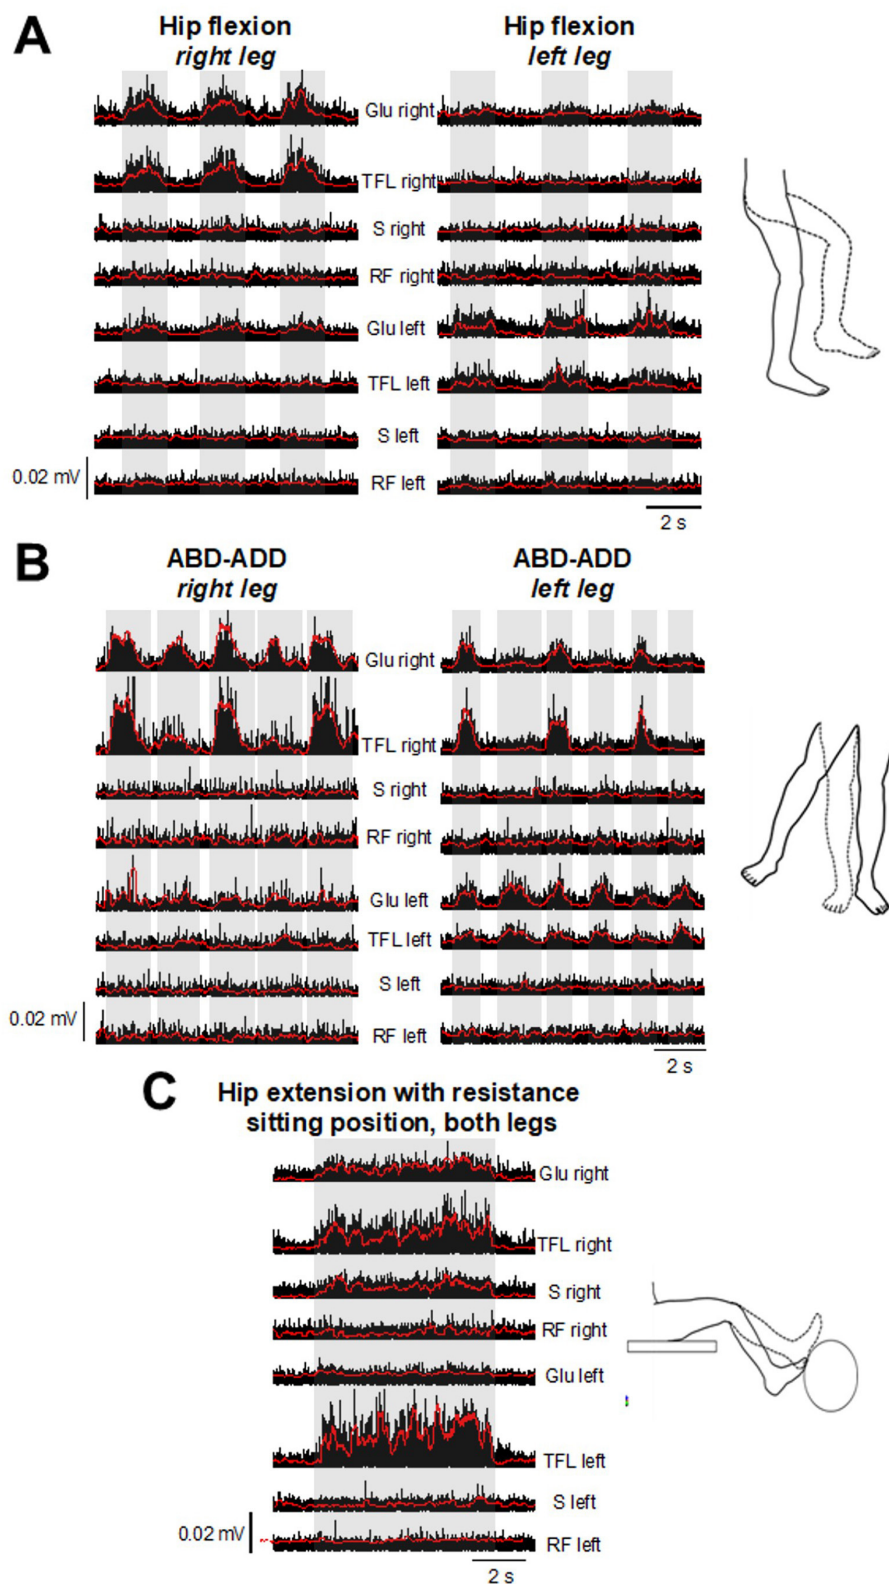 A
Hip flexion
right leg
Hip flexion
left leg
Glu right
TFL right
S right
RF right
Glu left
TFL left
S left
RF left
0.02 mV
2 s
B
ABD-ADD
right leg
ABD-ADD
left leg
Glu right
TFL right
S right
RF right
Glu left
TFL left
S left
RF left
0.02 mV
2 s
C
Hip extension with resistance
sitting position, both legs
Glu right
TFL right
S right
RF right
Glu left
TFL left
S left
RF left
0.02 mV
2 s